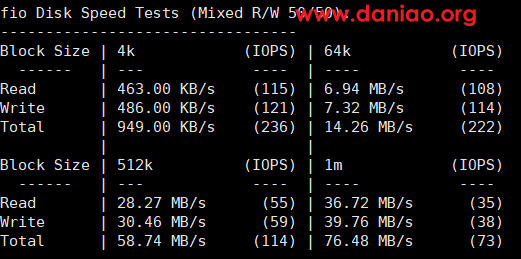 fio Disk Speed Tests (Mixed R/W 50/50):
www.daniao.org
---------------------------------
Block Size | 4k            (IOPS) | 64k           (IOPS)
  ------   | ---            ----  | ----           ----
Read       | 463.00 KB/s    (115) | 6.94 MB/s     (108)
Write      | 486.00 KB/s    (121) | 7.32 MB/s     (114)
Total      | 949.00 KB/s    (236) | 14.26 MB/s    (222)
           |                      |
Block Size | 512k          (IOPS) | 1m            (IOPS)
  ------   | ---            ----  | ----           ----
Read       | 28.27 MB/s      (55) | 36.72 MB/s     (35)
Write      | 30.46 MB/s      (59) | 39.76 MB/s     (38)
Total      | 58.74 MB/s     (114) | 76.48 MB/s     (73)